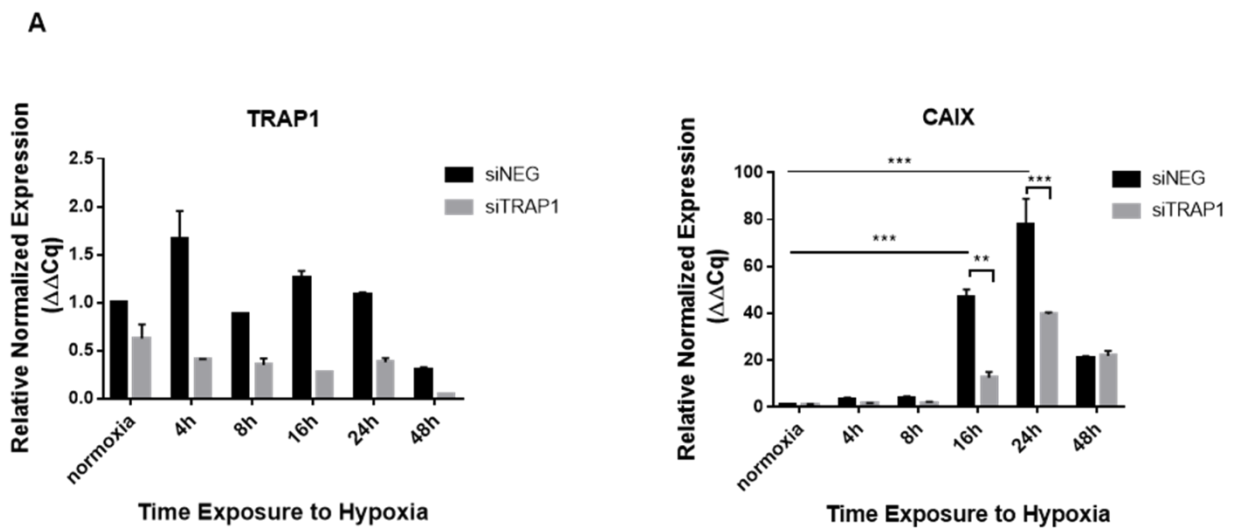 A
TRAP1
Relative Normalized Expression
(ΔΔCq)
2.5
2.0
1.5
1.0
0.5
0.0
normoxia
4h
8h
16h
24h
48h
Time Exposure to Hypoxia
siNEG
siTRAP1
CAIX
Relative Normalized Expression
(ΔΔCq)
100
80
60
40
20
0
***
***
***
**
normoxia
4h
8h
16h
24h
48h
Time Exposure to Hypoxia
siNEG
siTRAP1